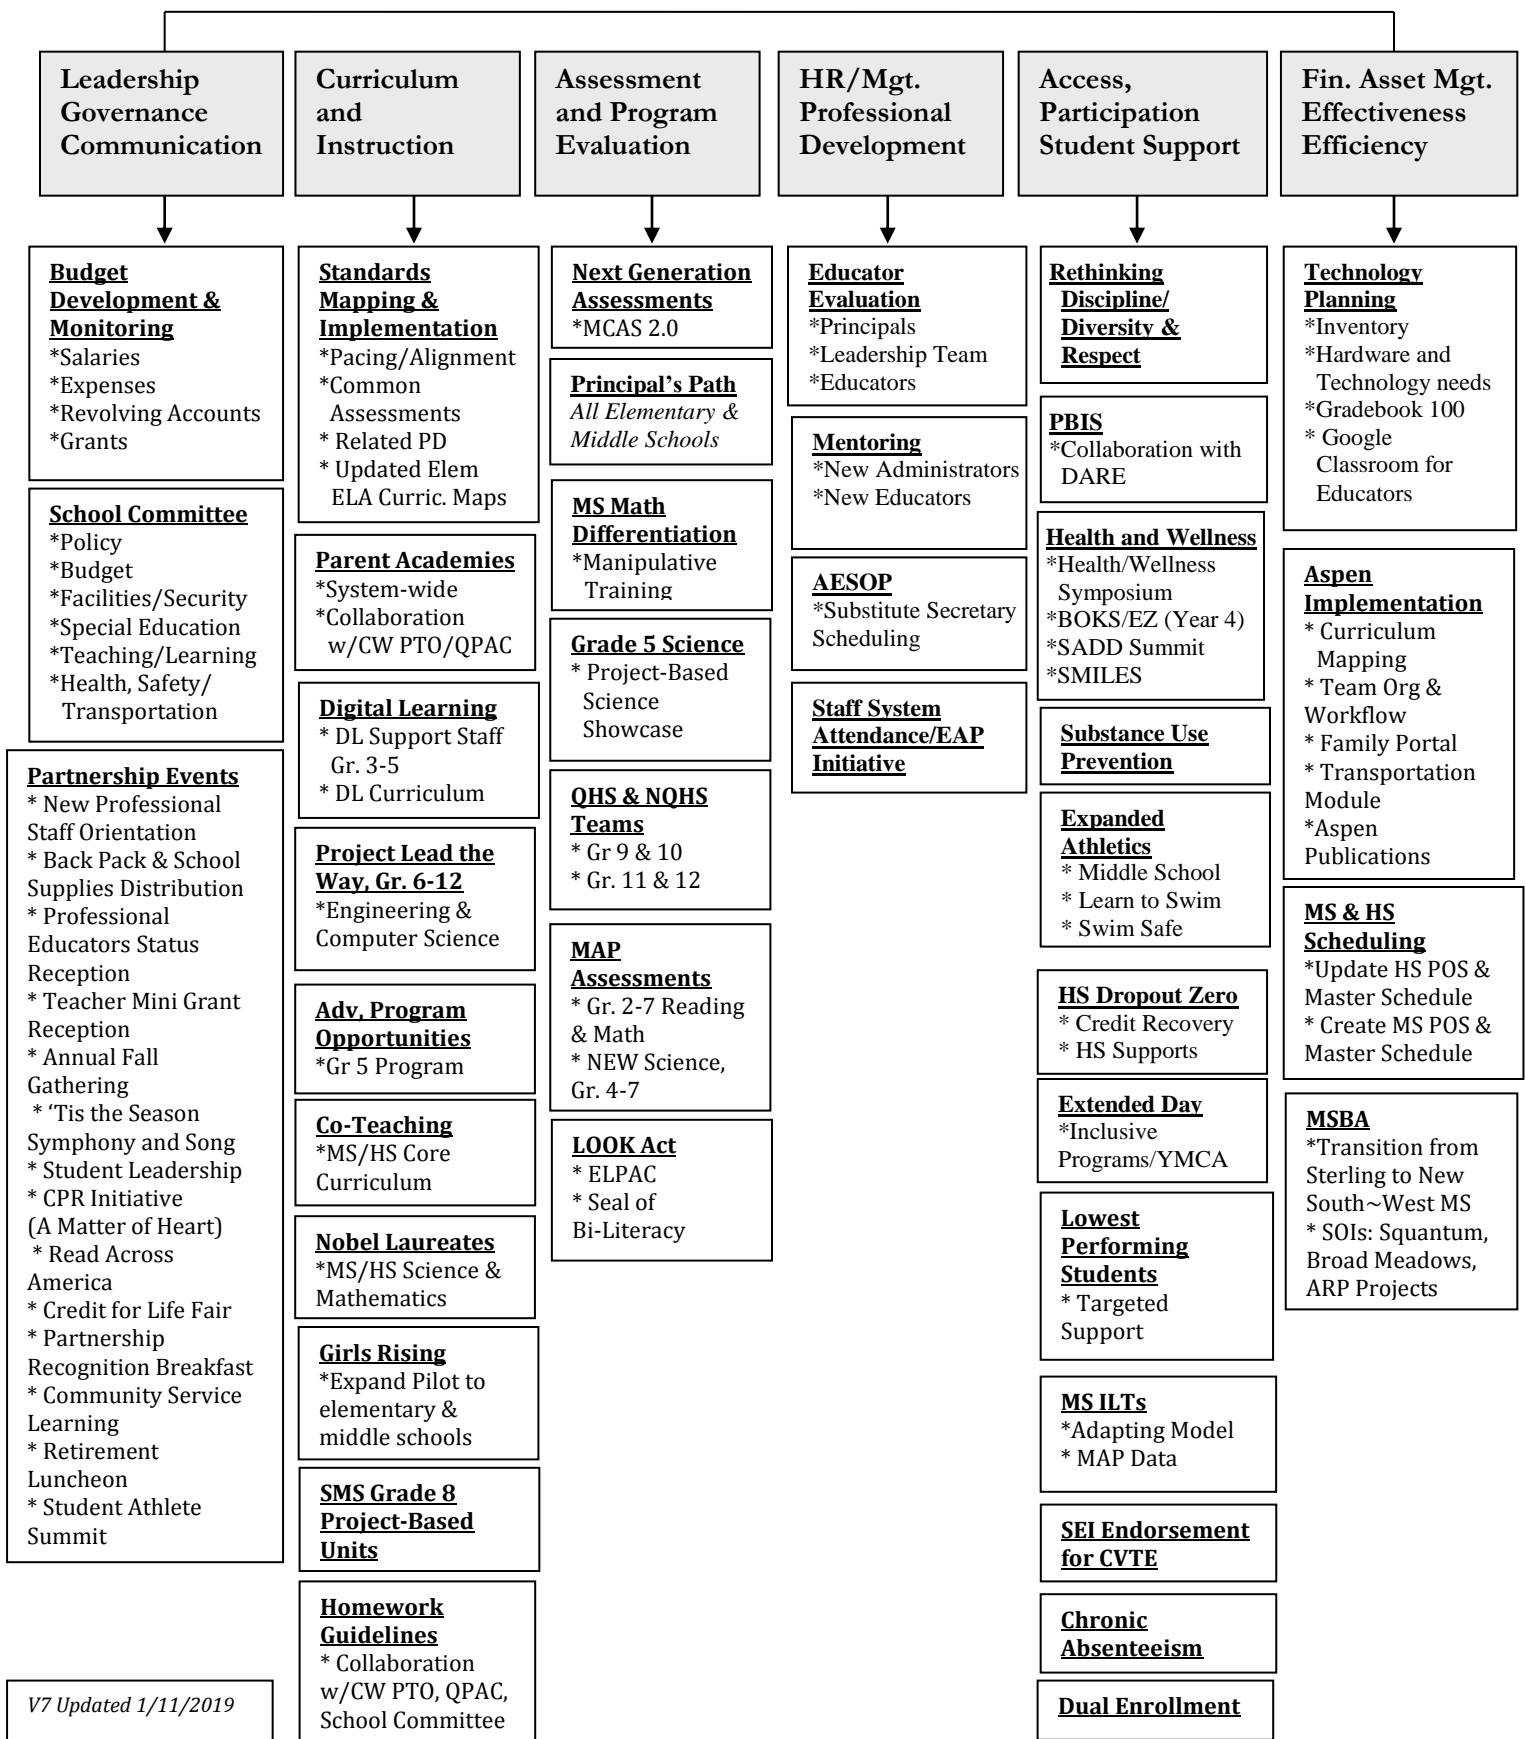 Leadership
Governance
Communication
Curriculum
and
Instruction
Assessment
and Program
Evaluation
HR/Mgt.
Professional
Development
Access,
Participation
Student Support
Fin. Asset Mgt.
Effectiveness
Efficiency
Budget
Development &
Monitoring
*Salaries
*Expenses
*Revolving Accounts
*Grants
School Committee
*Policy
*Budget
*Facilities/Security
*Special Education
*Teaching/Learning
*Health, Safety/
Transportation
Partnership Events
* New Professional
Staff Orientation
* Back Pack & School
Supplies Distribution
* Professional
Educators Status
Reception
* Teacher Mini Grant
Reception
* Annual Fall
Gathering
* ‘Tis the Season
Symphony and Song
* Student Leadership
* CPR Initiative
(A Matter of Heart)
* Read Across
America
* Credit for Life Fair
* Partnership
Recognition Breakfast
* Community Service
Learning
* Retirement
Luncheon
* Student Athlete
Summit
V7 Updated 1/11/2019
Standards
Mapping &
Implementation
*Pacing/Alignment
*Common
Assessments
* Related PD
* Updated Elem
ELA Curric. Maps
Parent Academies
*System-wide
*Collaboration
w/CW PTO/QPAC
Digital Learning
* DL Support Staff
Gr. 3-5
* DL Curriculum
Project Lead the
Way, Gr. 6-12
*Engineering &
Computer Science
Adv, Program
Opportunities
*Gr 5 Program
Co-Teaching
*MS/HS Core
Curriculum
Nobel Laureates
*MS/HS Science &
Mathematics
Girls Rising
*Expand Pilot to
elementary &
middle schools
SMS Grade 8
Project-Based
Units
Homework
Guidelines
* Collaboration
w/CW PTO, QPAC,
School Committee
Next Generation
Assessments
*MCAS 2.0
Principal’s Path
All Elementary &
Middle Schools
MS Math
Differentiation
*Manipulative
Training
Grade 5 Science
* Project-Based
Science
Showcase
QHS & NQHS
Teams
* Gr 9 & 10
* Gr. 11 & 12
MAP
Assessments
* Gr. 2-7 Reading
& Math
* NEW Science,
Gr. 4-7
LOOK Act
* ELPAC
* Seal of
Bi-Literacy
Educator
Evaluation
*Principals
*Leadership Team
*Educators
Mentoring
*New Administrators
*New Educators
AESOP
*Substitute Secretary
Scheduling
Staff System
Attendance/EAP
Initiative
Rethinking
Discipline/
Diversity &
Respect
PBIS
*Collaboration with
DARE
Health and Wellness
*Health/Wellness
Symposium
*BOKS/EZ (Year 4)
*SADD Summit
*SMILES
Substance Use
Prevention
Expanded
Athletics
* Middle School
* Learn to Swim
* Swim Safe
HS Dropout Zero
* Credit Recovery
* HS Supports
Extended Day
*Inclusive
Programs/YMCA
Lowest
Performing
Students
* Targeted
Support
MS ILTs
*Adapting Model
* MAP Data
SEI Endorsement
for CVTE
Chronic
Absenteeism
Dual Enrollment
Technology
Planning
*Inventory
*Hardware and
Technology needs
*Gradebook 100
* Google
Classroom for
Educators
Aspen
Implementation
* Curriculum
Mapping
* Team Org &
Workflow
* Family Portal
* Transportation
Module
*Aspen
Publications
MS & HS
Scheduling
*Update HS POS &
Master Schedule
* Create MS POS &
Master Schedule
MSBA
*Transition from
Sterling to New
South~West MS
* SOIs: Squantum,
Broad Meadows,
ARP Projects